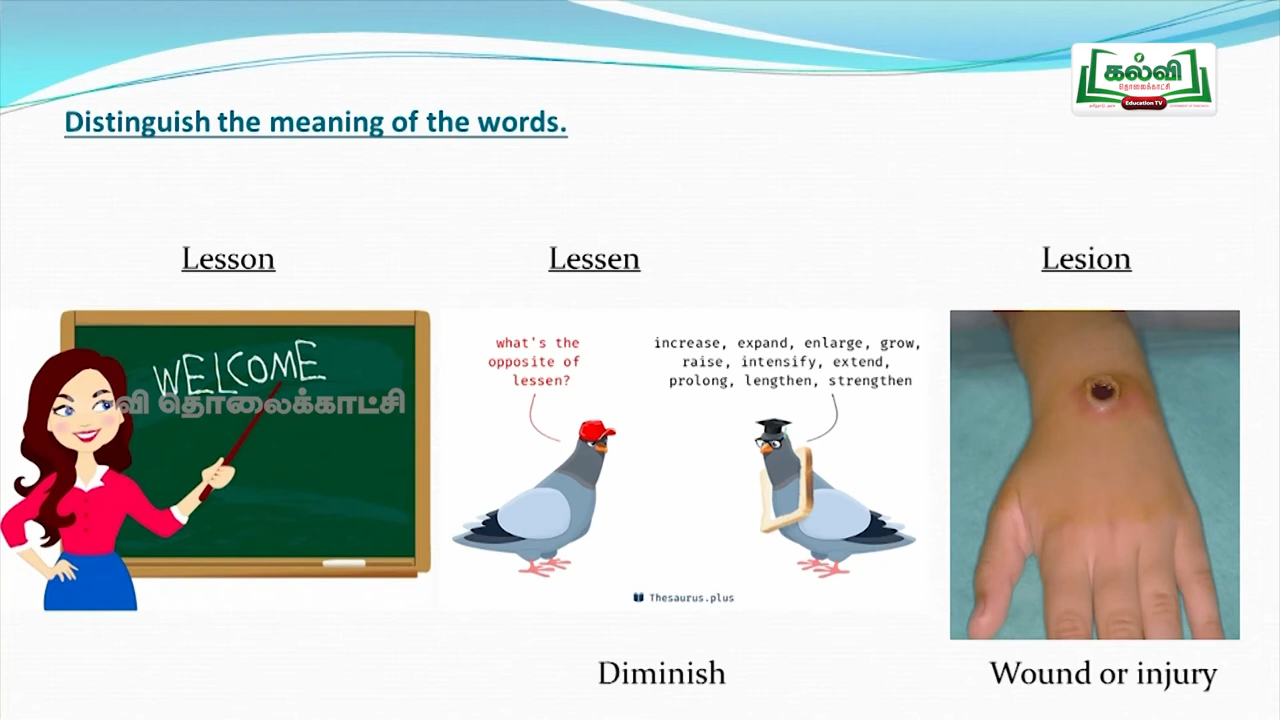 கல்வி
தொலைக்காட்சி
Education TV
Distinguish the meaning of the words.
Lesson
Lessen
Lesion
WELCOME
வி தொலைக்காட்சி
what's the
opposite of
lessen?
increase, expand, enlarge, grow,
raise, intensify, extend,
prolong, lengthen, strengthen
Thesaurus.plus
Diminish
Wound or injury